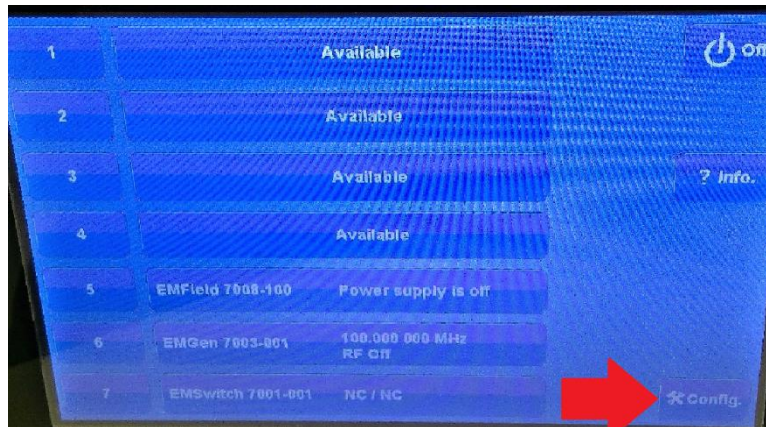 1 Available Off
2 Available
3 Available ? Info.
4 Available
5 EMField 7008-100 Power supply is off
6 EMGen 7003-001 100.000 000 MHz
RF Off
7 EMSwitch 7001-001 NC / NC Config.